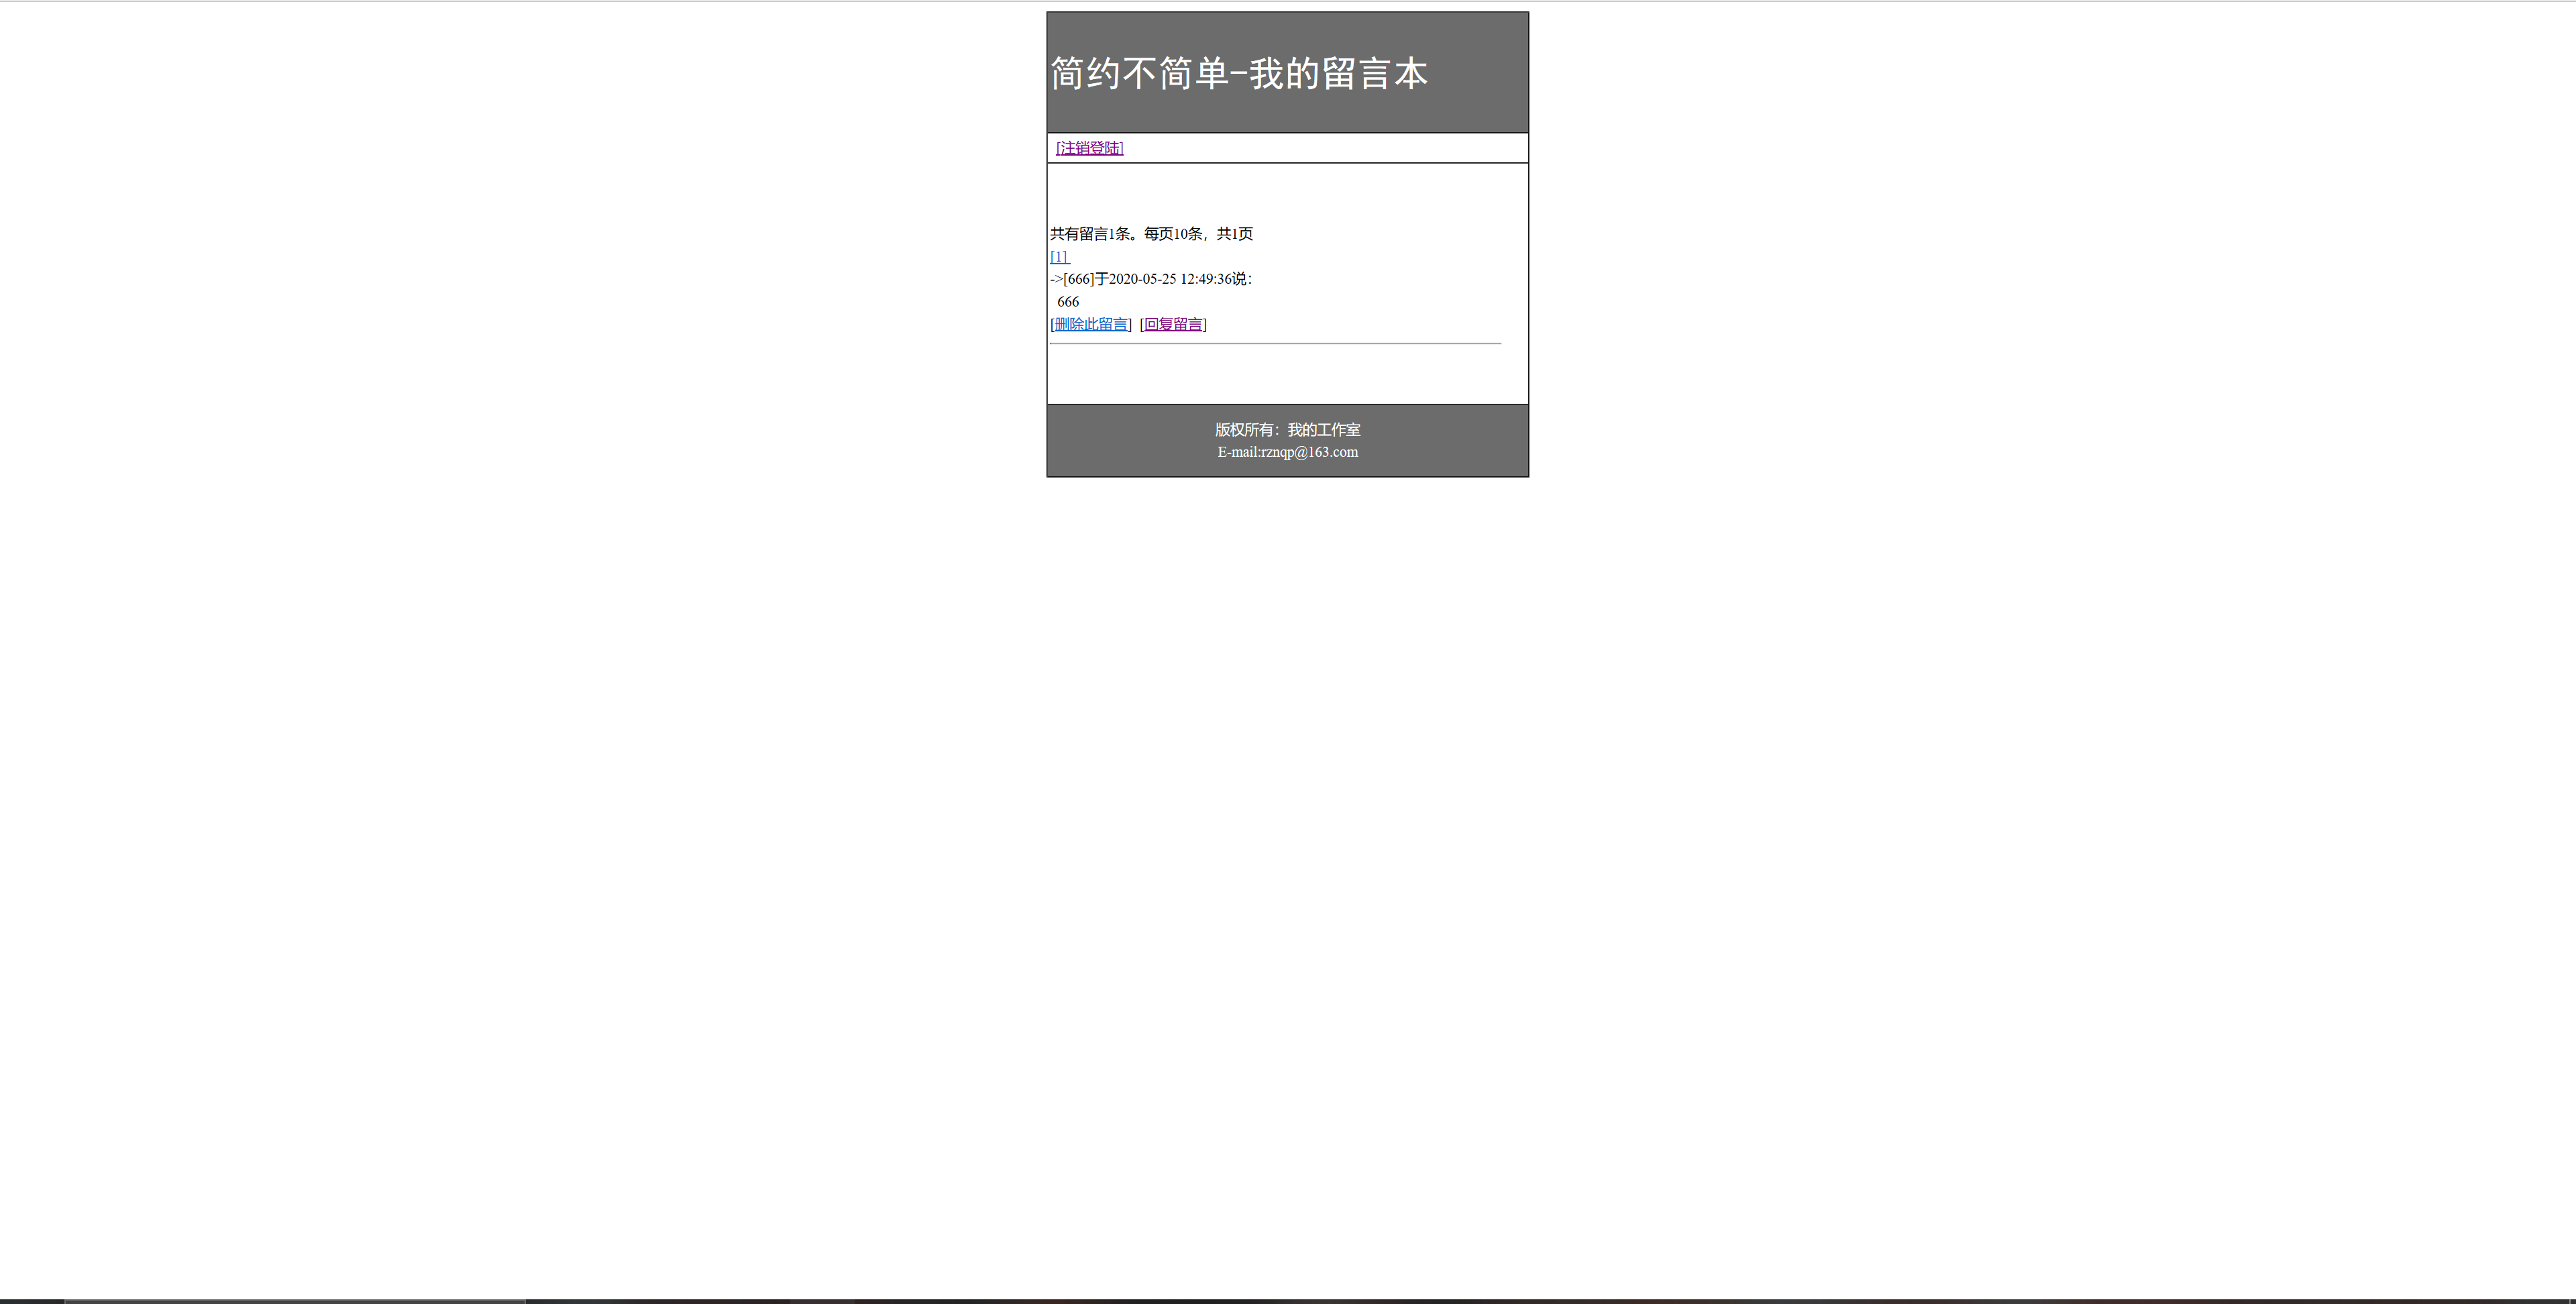 简约不简单-我的留言本
[注销登陆]
共有留言1条。每页10条，共1页
[1]
->[666]于2020-05-25 12:49:36说：
666
[删除此留言] [回复留言]
版权所有：我的工作室
E-mail:rznqp@163.com